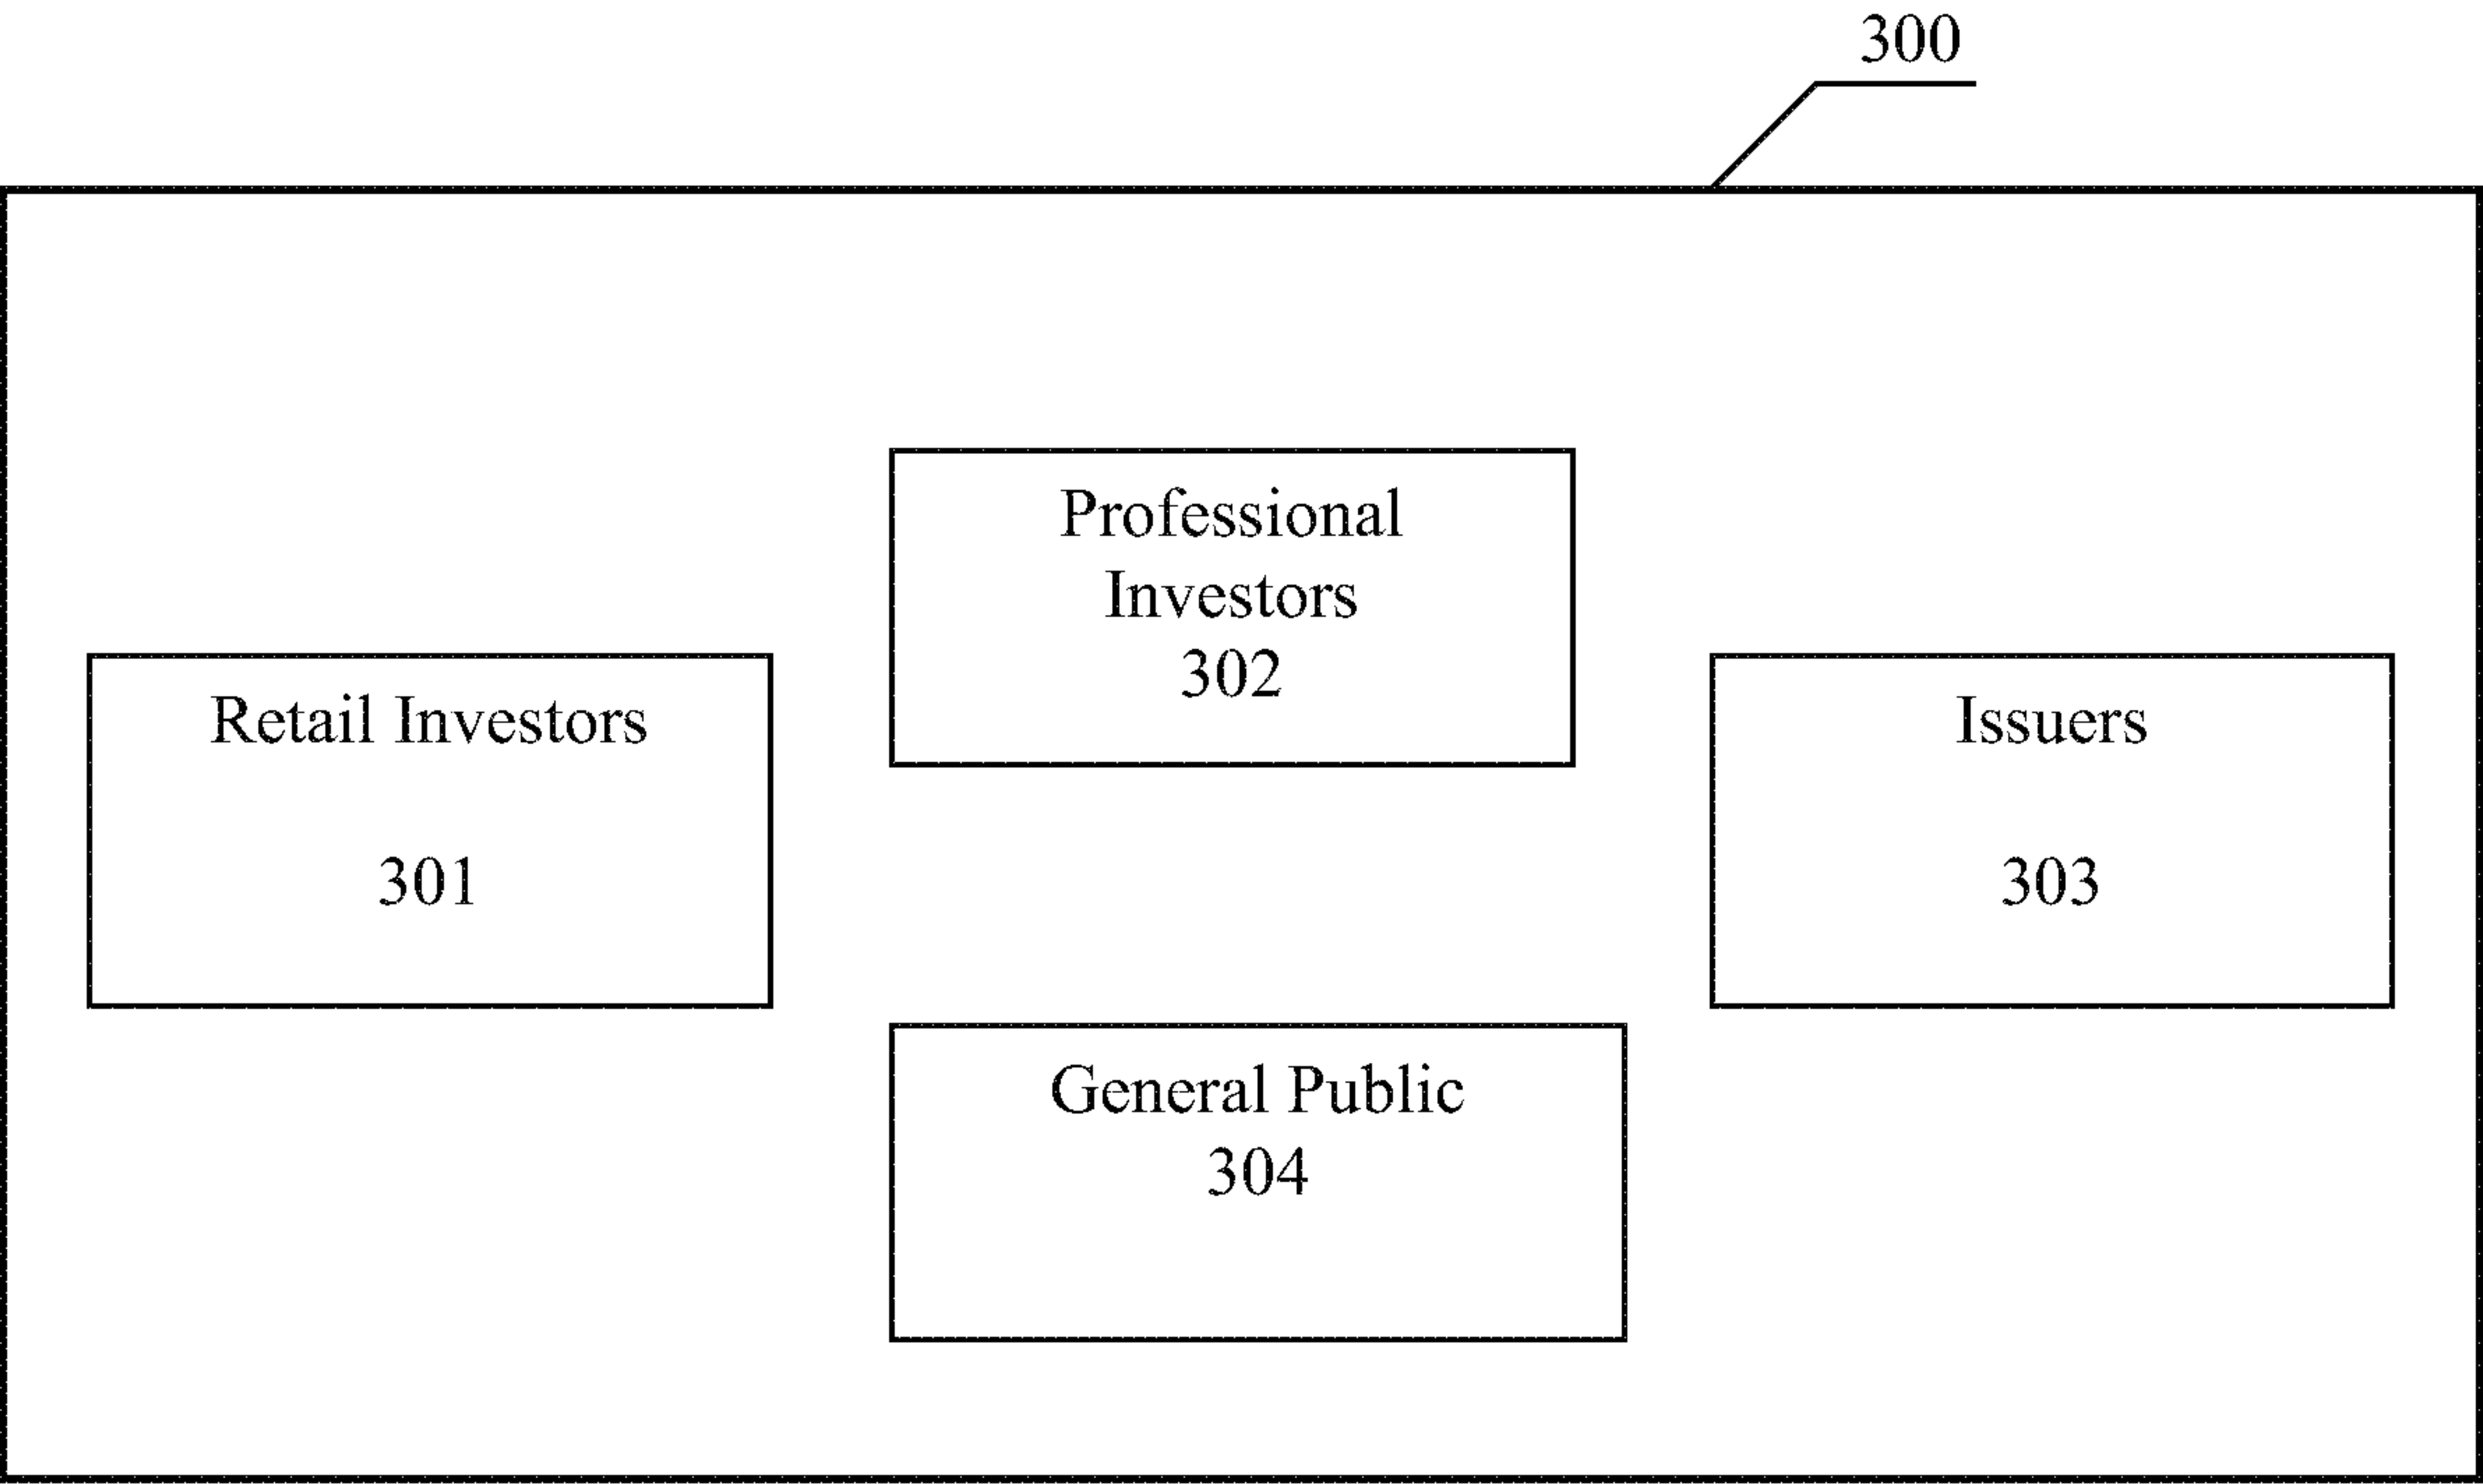 300
Professional
Investors
302
Retail Investors
301
Issuers
303
General Public
304